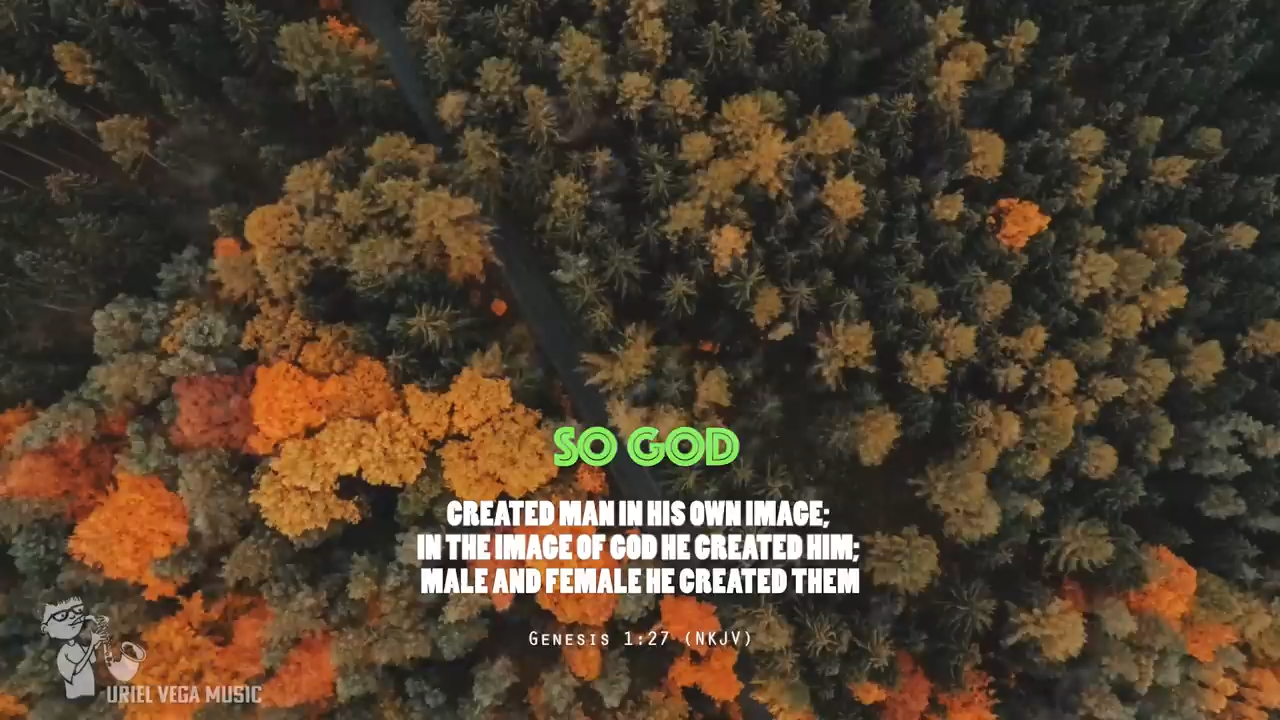 SO GOD
CREATED MAN IN HIS OWN IMAGE;
IN THE IMAGE OF GOD HE CREATED HIM;
MALE AND FEMALE HE CREATED THEM
Genesis 1:27 (NKJV)
URIEL VEGA MUSIC